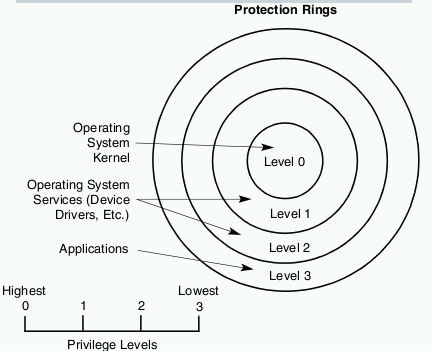 Protection Rings
Operating
System
Kernel
Level 0
Operating System
Services (Device
Drivers, Etc.)
Level 1
Level 2
Applications
Level 3
Highest
Lowest
0 1 2 3
Privilege Levels